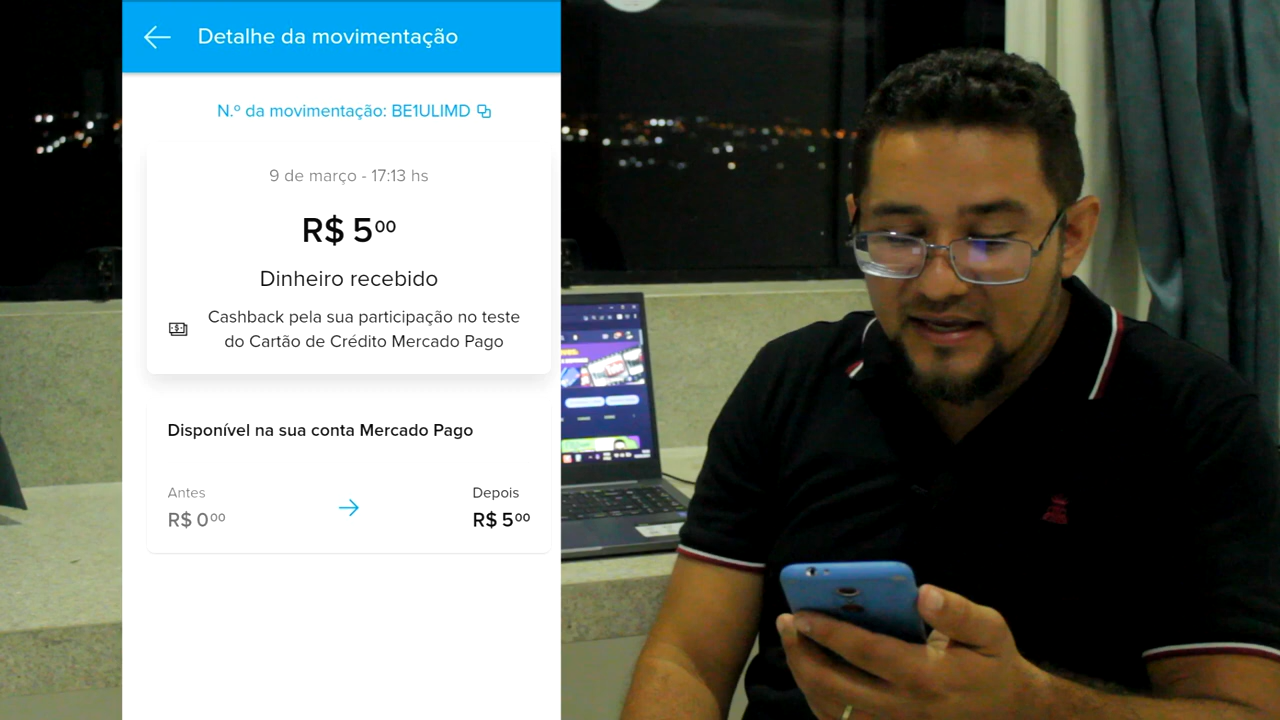 Detalhe da movimentação
N.º da movimentação: BE1ULIMD
9 de março - 17:13 hs
R$ 5⁰⁰
Dinheiro recebido
Cashback pela sua participação no teste
do Cartão de Crédito Mercado Pago
Disponível na sua conta Mercado Pago
Antes
Depois
R$ 0⁰⁰
R$ 5⁰⁰